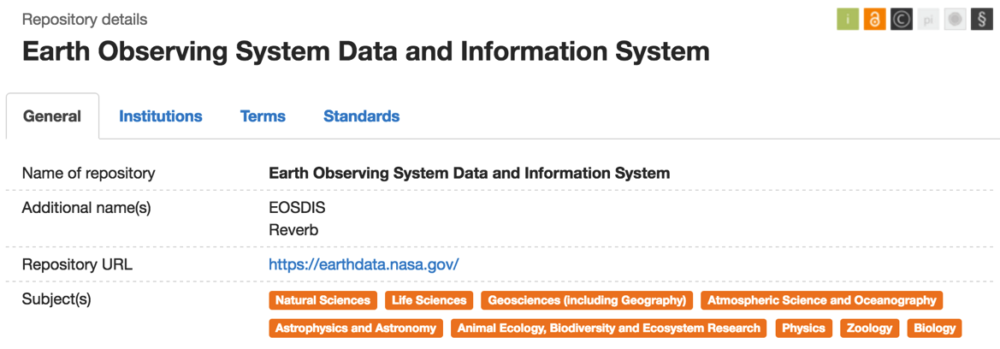 Repository details
Earth Observing System Data and Information System
i © pi §
General Institutions Terms Standards
Name of repository Earth Observing System Data and Information System
Additional name(s) EOSDIS
Reverb
Repository URL https://earthdata.nasa.gov/
Subject(s) Natural Sciences Life Sciences Geosciences (including Geography) Atmospheric Science and Oceanography
Astrophysics and Astronomy Animal Ecology, Biodiversity and Ecosystem Research Physics Zoology Biology